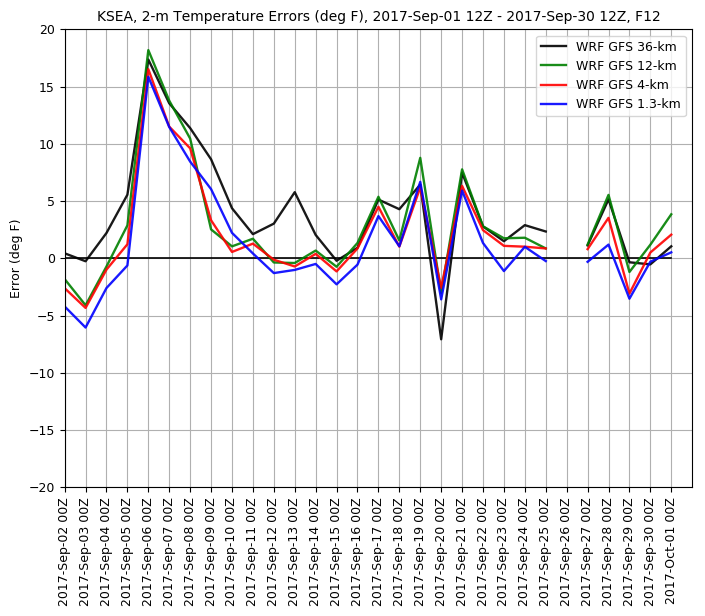 KSEA, 2-m Temperature Errors (deg F), 2017-Sep-01 12Z - 2017-Sep-30 12Z, F12
WRF GFS 36-km
WRF GFS 12-km
WRF GFS 4-km
WRF GFS 1.3-km
Error (deg F)
20
15
10
5
0
−5
−10
−15
−20
2017-Sep-02 00Z
2017-Sep-03 00Z
2017-Sep-04 00Z
2017-Sep-05 00Z
2017-Sep-06 00Z
2017-Sep-07 00Z
2017-Sep-08 00Z
2017-Sep-09 00Z
2017-Sep-10 00Z
2017-Sep-11 00Z
2017-Sep-12 00Z
2017-Sep-13 00Z
2017-Sep-14 00Z
2017-Sep-15 00Z
2017-Sep-16 00Z
2017-Sep-17 00Z
2017-Sep-18 00Z
2017-Sep-19 00Z
2017-Sep-20 00Z
2017-Sep-21 00Z
2017-Sep-22 00Z
2017-Sep-23 00Z
2017-Sep-24 00Z
2017-Sep-25 00Z
2017-Sep-26 00Z
2017-Sep-27 00Z
2017-Sep-28 00Z
2017-Sep-29 00Z
2017-Sep-30 00Z
2017-Oct-01 00Z